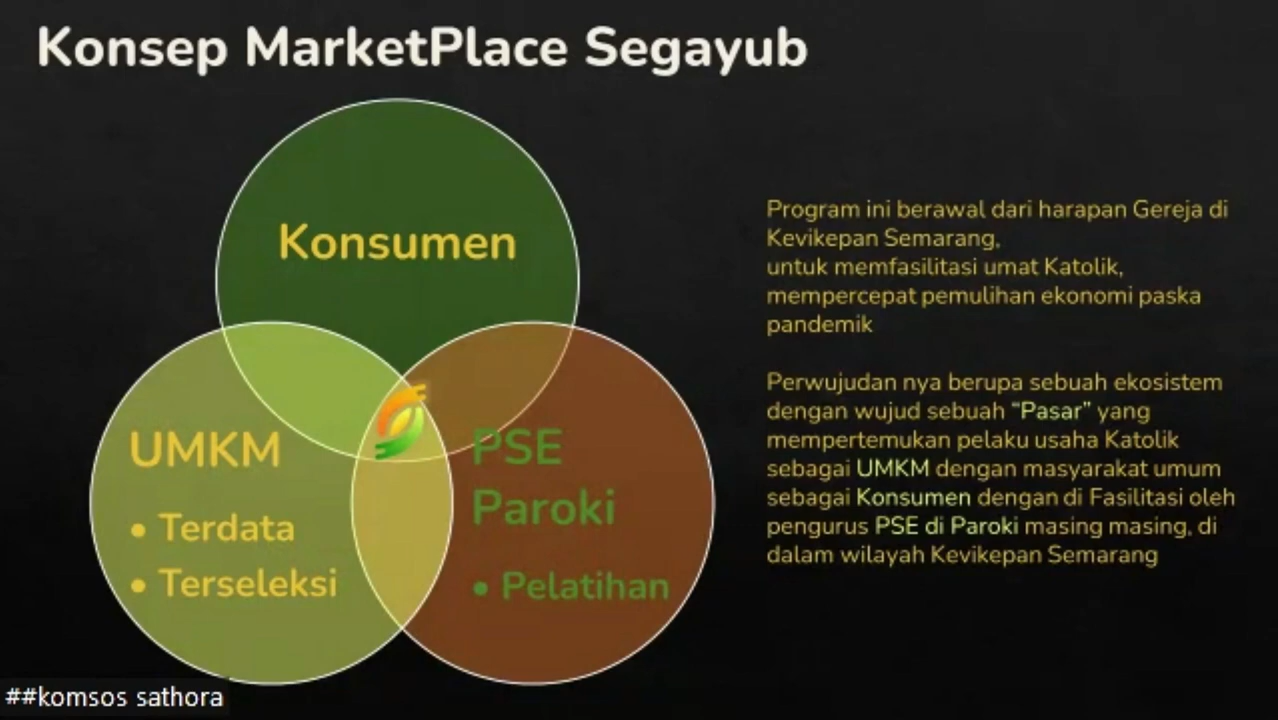 Konsep MarketPlace Segayub
Konsumen
UMKM
• Terdata
• Terseleksi
PSE
Paroki
• Pelatihan
Program ini berawal dari harapan Gereja di
Kevikepan Semarang,
untuk memfasilitasi umat Katolik,
mempercepat pemulihan ekonomi paska
pandemik
Perwujudan nya berupa sebuah ekosistem
dengan wujud sebuah “Pasar” yang
mempertemukan pelaku usaha Katolik
sebagai UMKM dengan masyarakat umum
sebagai Konsumen dengan di Fasilitasi oleh
pengurus PSE di Paroki masing masing, di
dalam wilayah Kevikepan Semarang
##komsos sathora